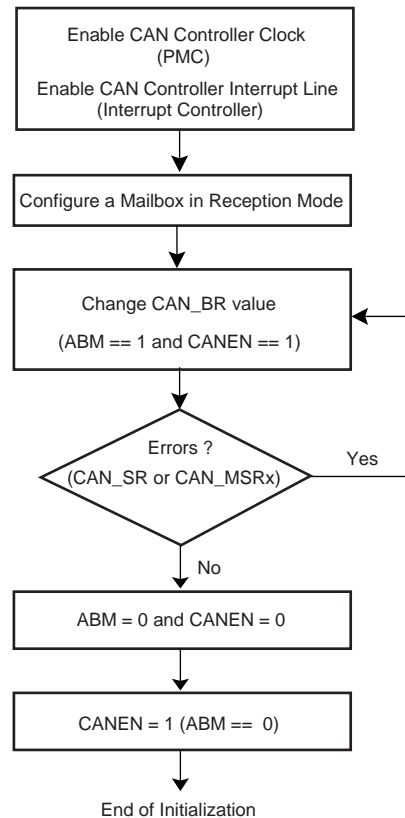 Enable CAN Controller Clock
(PMC)
Enable CAN Controller Interrupt Line
(Interrupt Controller)
Configure a Mailbox in Reception Mode
Change CAN_BR value
(ABM == 1 and CANEN == 1)
Errors ?
(CAN_SR or CAN_MSRx)
Yes
No
ABM = 0 and CANEN = 0
CANEN = 1 (ABM == 0)
End of Initialization